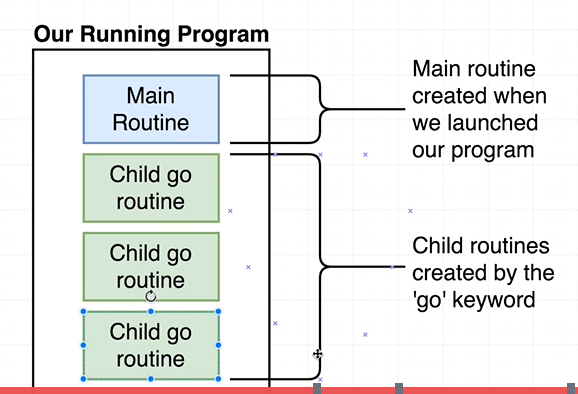 Our Running Program
Main
Routine
Main routine
created when
we launched
our program
Child go
routine
Child go
routine
Child go
routine
Child routines
created by the
'go' keyword